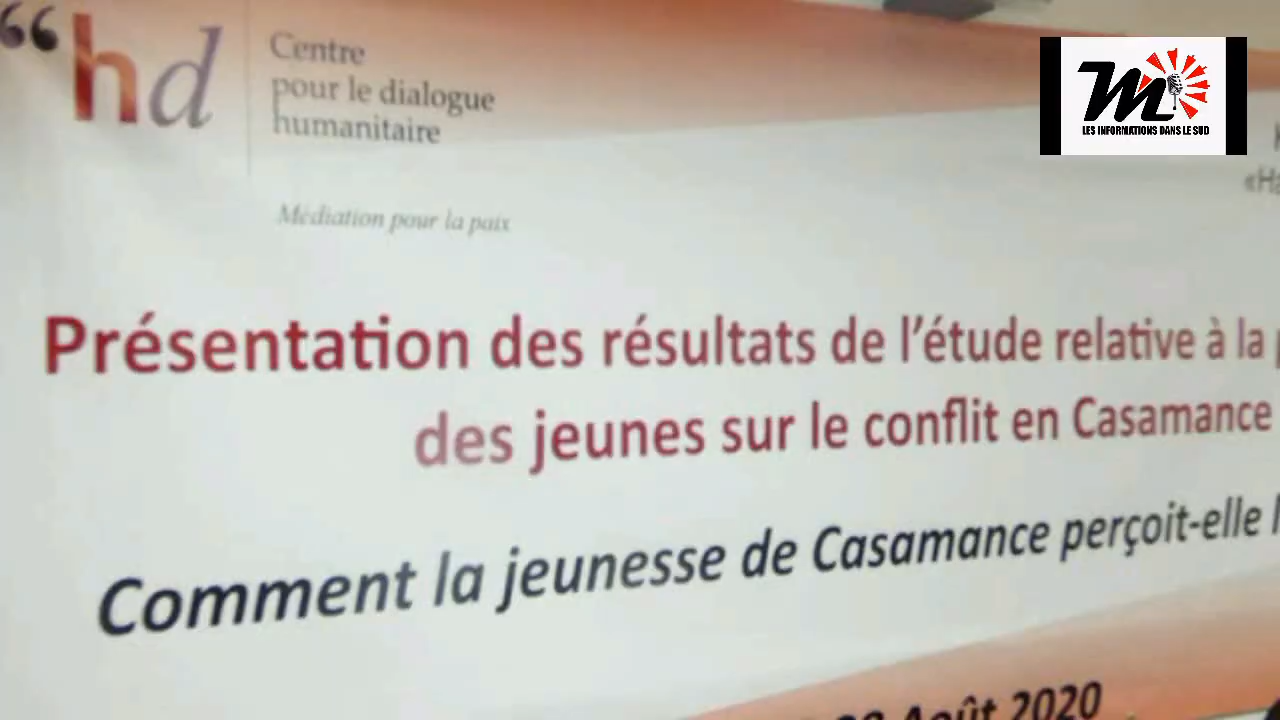 “hd
Centre
pour le dialogue
humanitaire
Médiation pour la paix
LES INFORMATIONS DANS LE SUD
Présentation des résultats de l’étude relative à la
des jeunes sur le conflit en Casamance
Comment la jeunesse de Casamance perçoit-elle
Août 2020